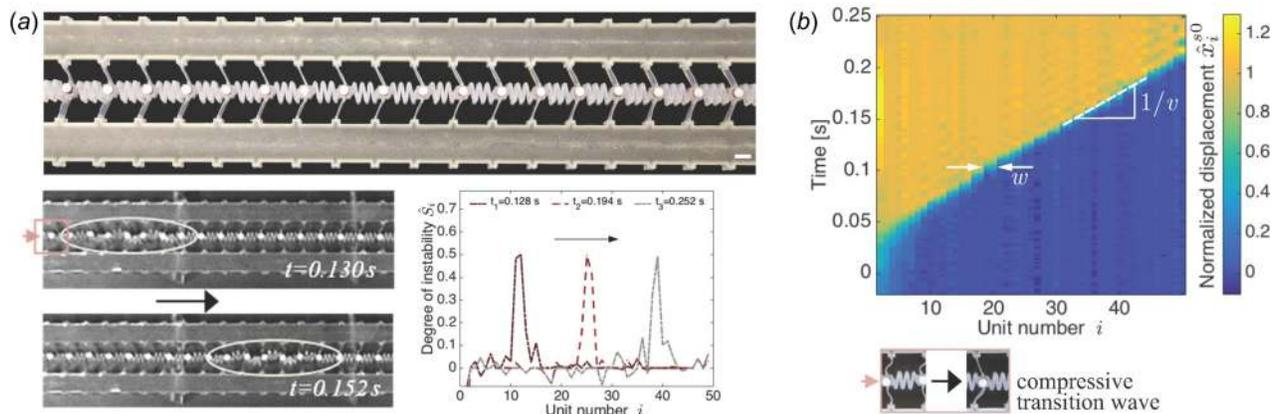 (a)
t=0.130s
t=0.152s
Degree of instability Ŝi
0.7
0.6
0.5
0.4
0.3
0.2
0.1
0
t1=0.128 s
t2=0.194 s
t3=0.252 s
0
10
20
30
40
50
Unit number i
(b)
Time [s]
0.25
0.2
0.15
0.1
0.05
0
1/v
w
10
20
30
40
50
Unit number i
1.2
1
0.8
0.6
0.4
0.2
0
Normalized displacement x̂i^s0
compressive
transition wave